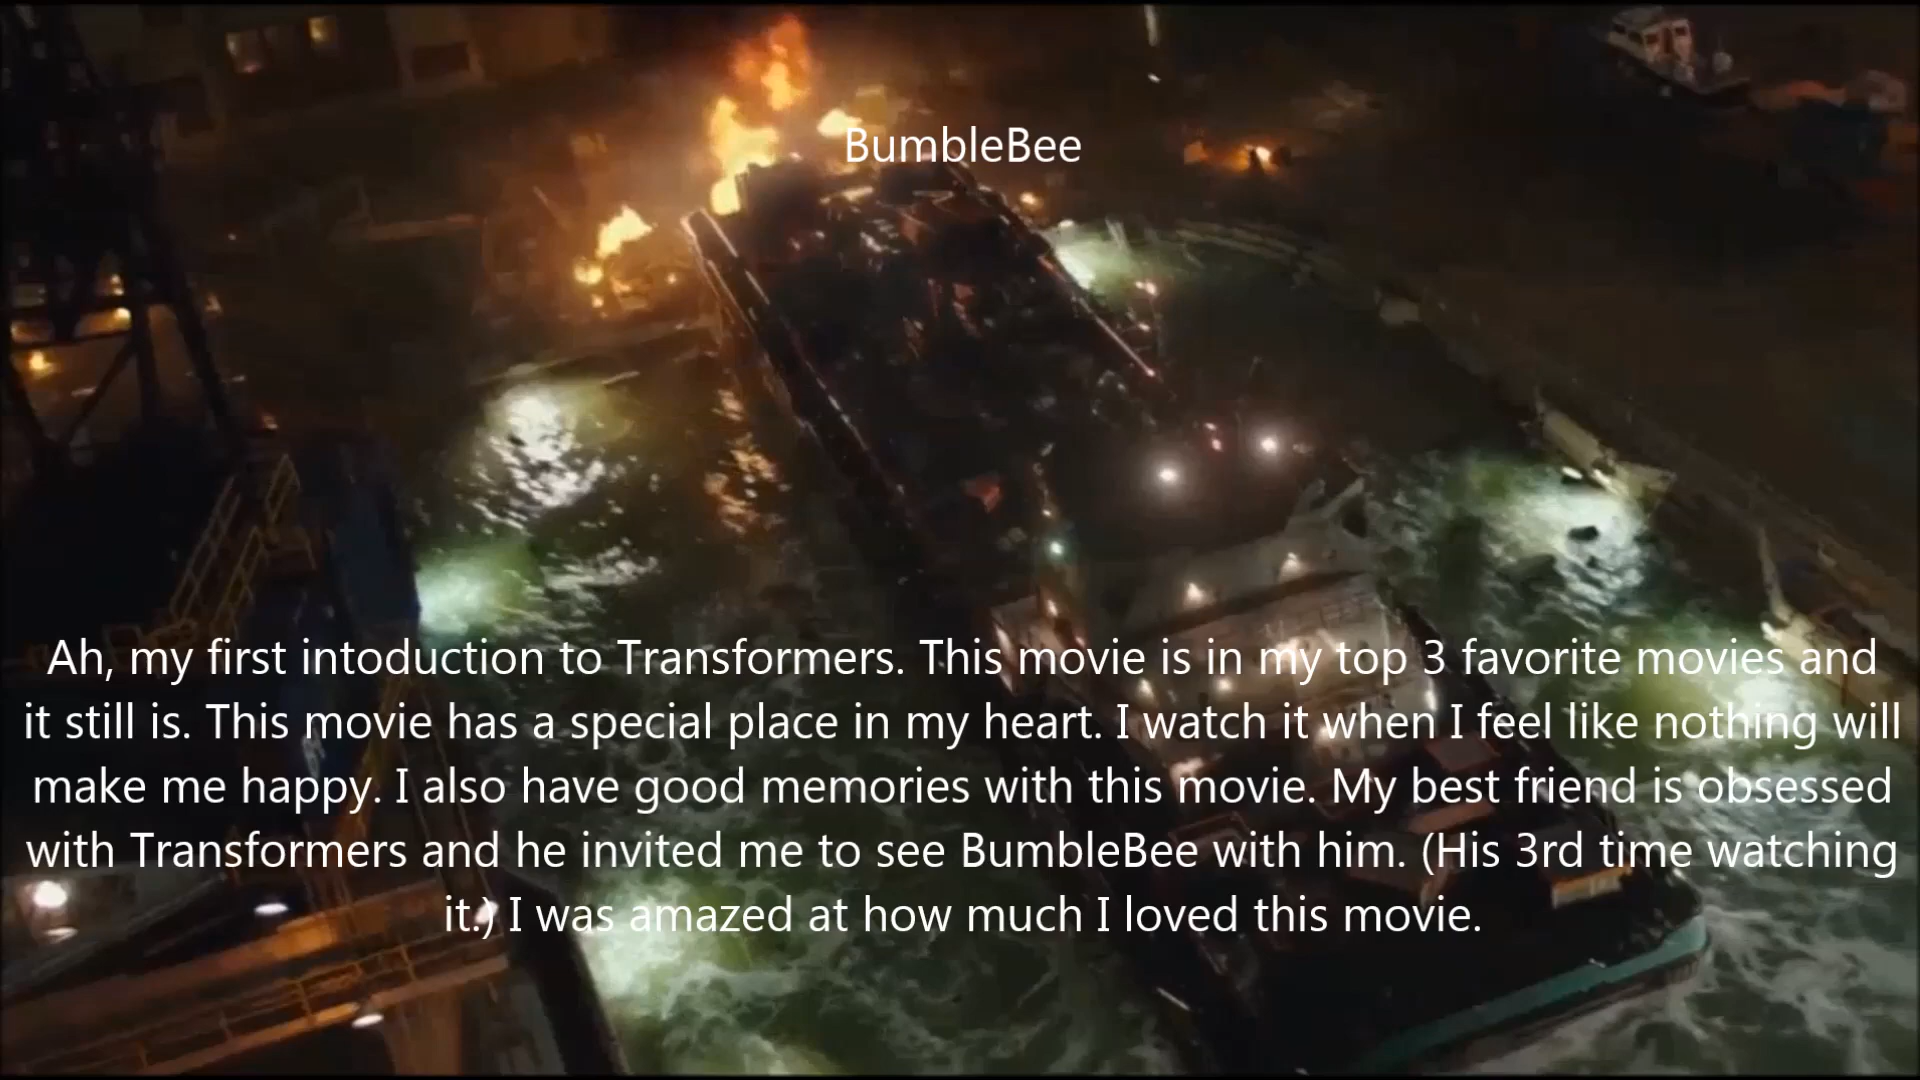 BumbleBee
Ah, my first intoduction to Transformers. This movie is in my top 3 favorite movies and
it still is. This movie has a special place in my heart. I watch it when I feel like nothing will
make me happy. I also have good memories with this movie. My best friend is obsessed
with Transformers and he invited me to see BumbleBee with him. (His 3rd time watching
it.) I was amazed at how much I loved this movie.